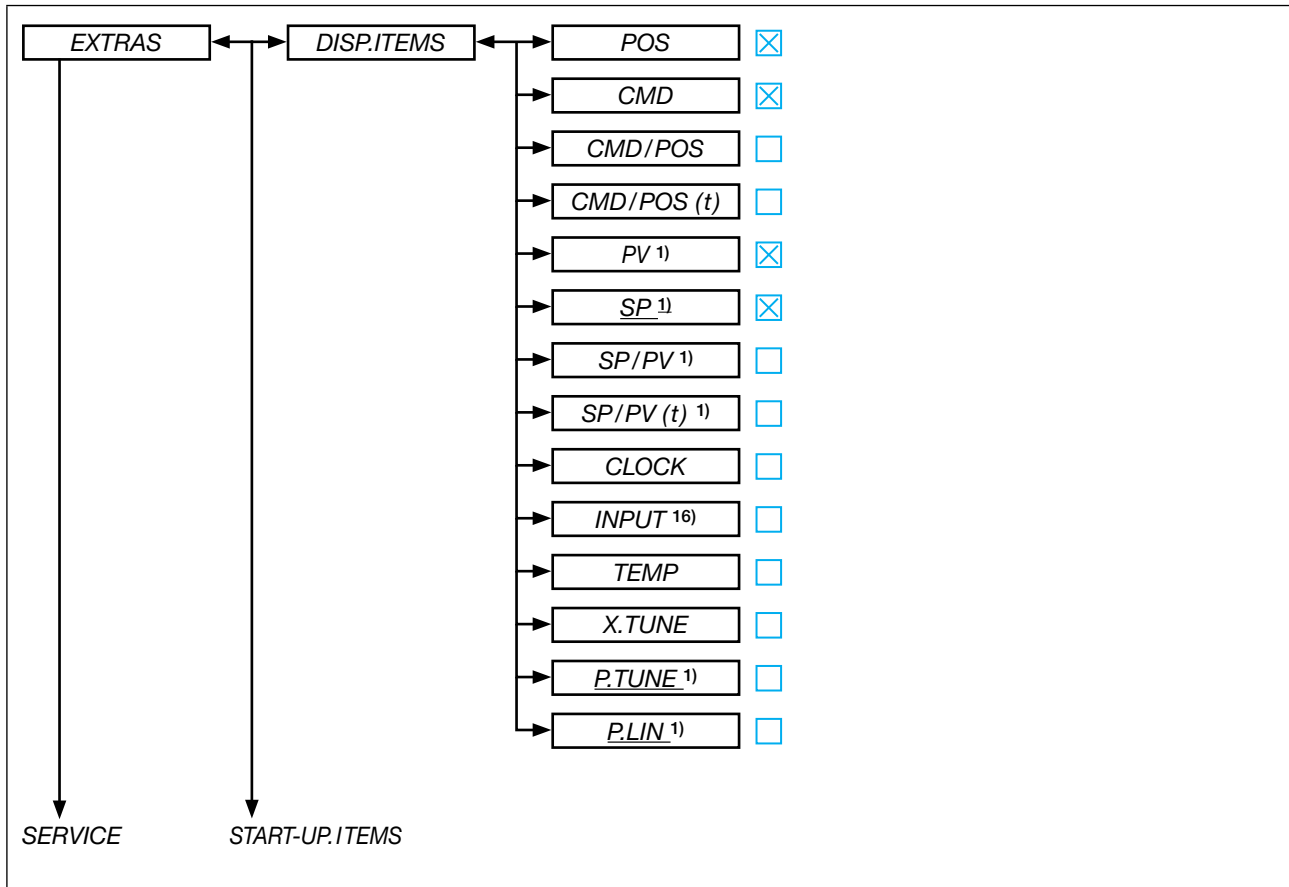 EXTRAS
DISP.ITEMS
POS
CMD
CMD/POS
CMD/POS (t)
PV 1)
SP 1)
SP/PV 1)
SP/PV (t) 1)
CLOCK
INPUT 16)
TEMP
X.TUNE
P.TUNE 1)
P.LIN 1)
SERVICE
START-UP.ITEMS